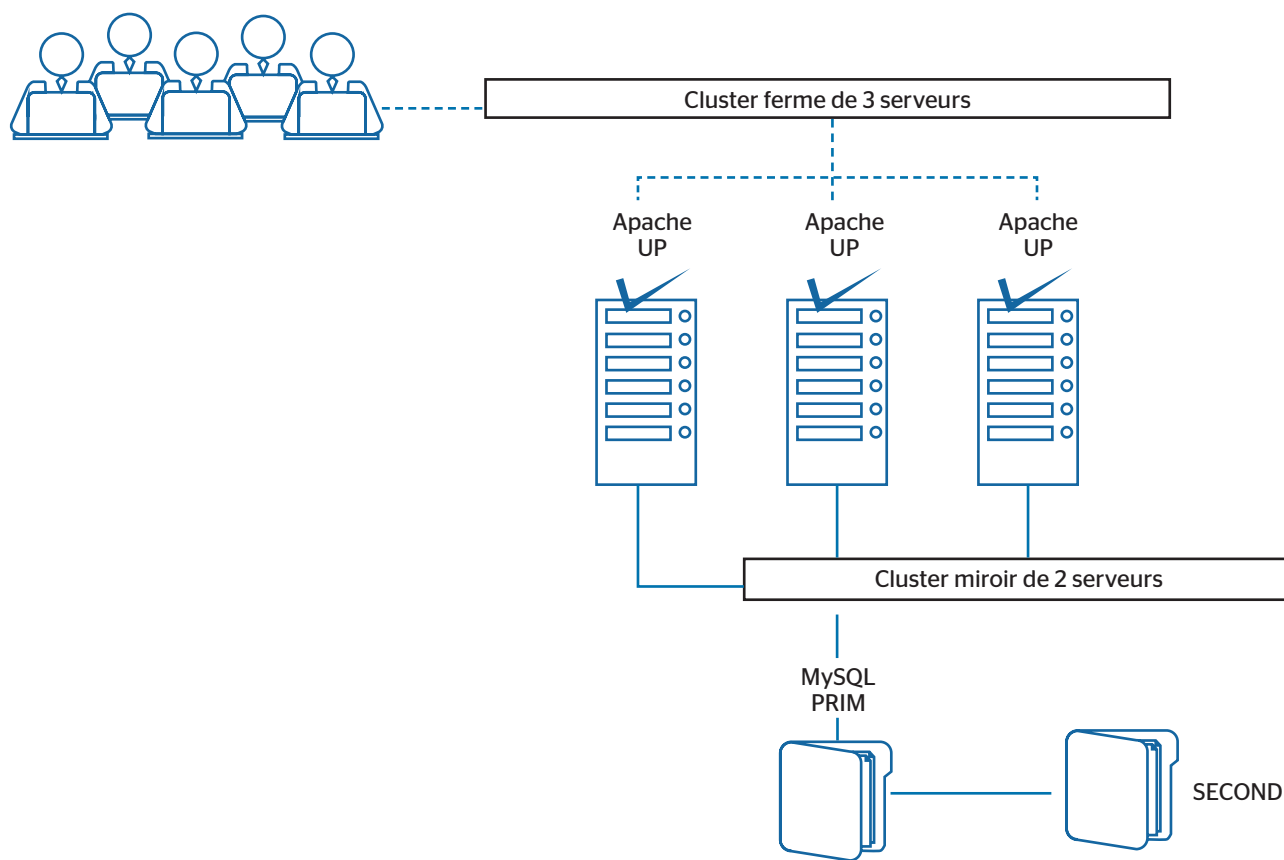 Cluster ferme de 3 serveurs
Apache
UP
Apache
UP
Apache
UP
Cluster miroir de 2 serveurs
MySQL
PRIM
SECOND